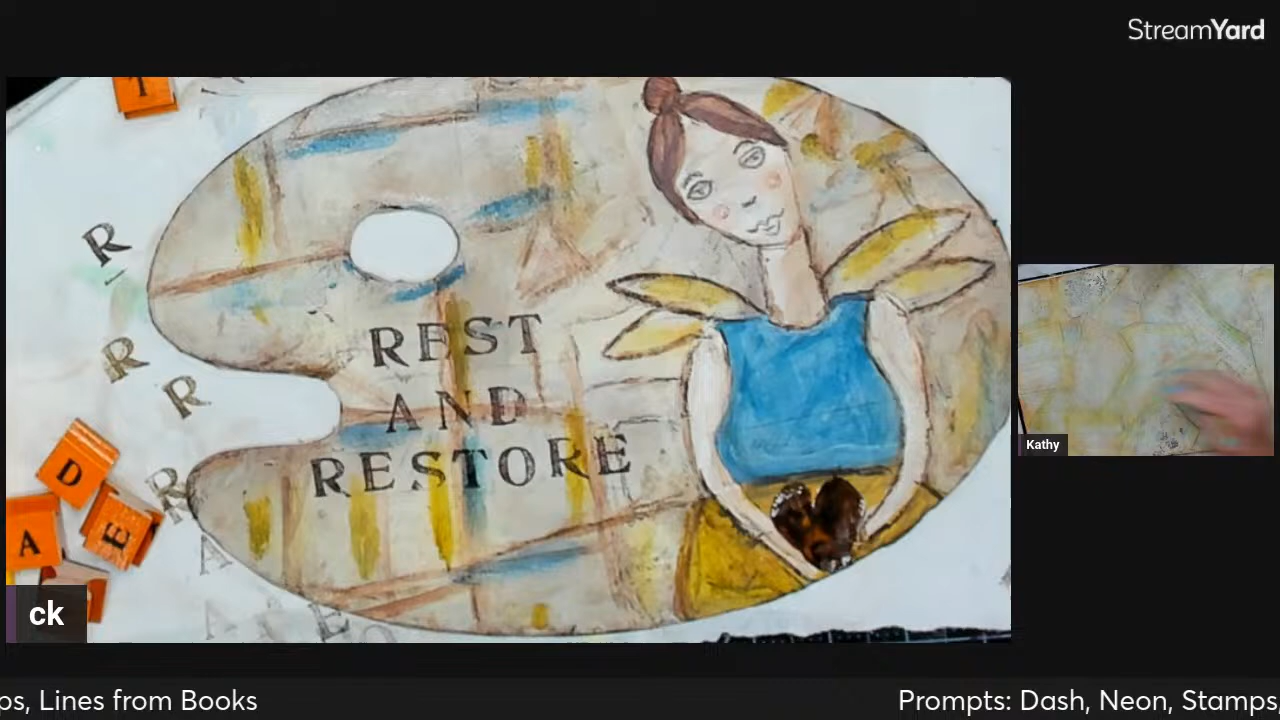 StreamYard
T
R
REST
R
AND
R
RESTORE
D
R
A
E
A
ck
Kathy
ps, Lines from Books
Prompts: Dash, Neon, Stamps,